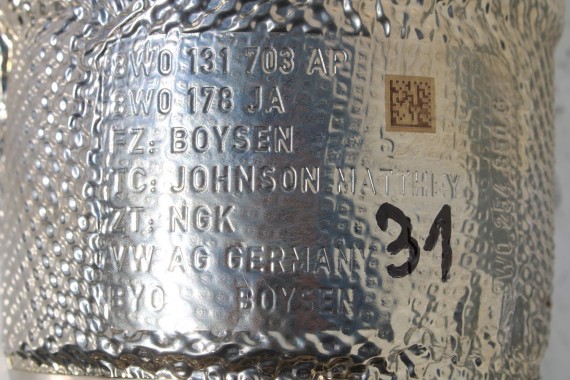 8W0 131 703 AP
8W0 178 JA
FZ: BOYSEN
TC: JOHNSON MATTHEY
ZT: NGK
VW AG GERMANY
BYO BOYSEN
31